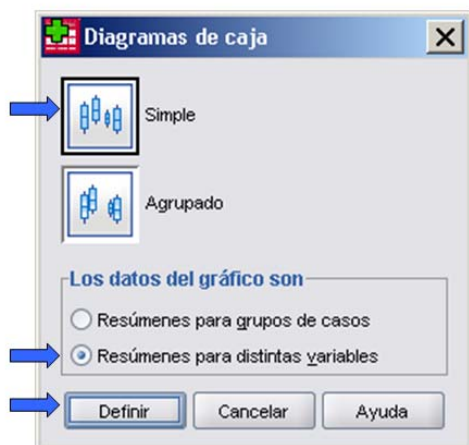 Diagramas de caja
Simple
Agrupado
Los datos del gráfico son
Resúmenes para grupos de casos
Resúmenes para distintas variables
Definir Cancelar Ayuda